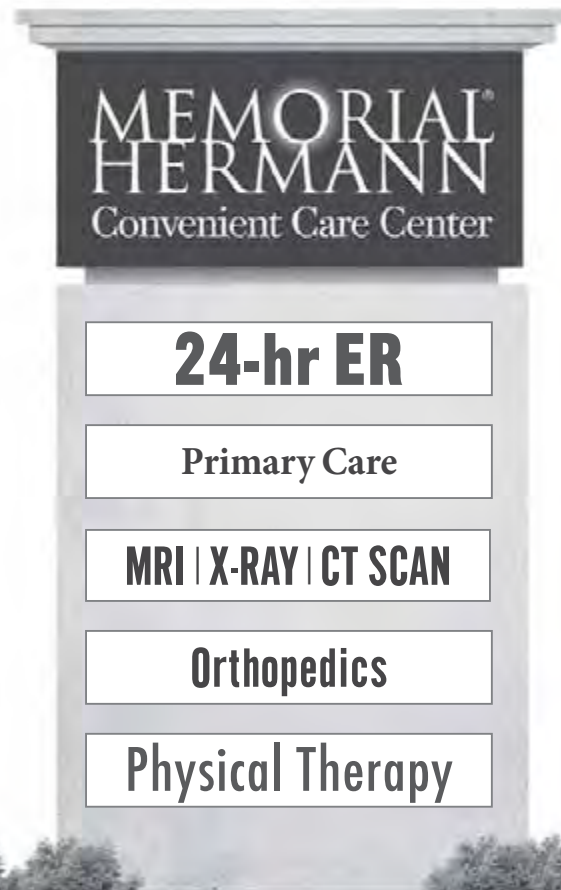 MEMORIAL®
HERMANN
Convenient Care Center
24-hr ER
Primary Care
MRI | X-RAY | CT SCAN
Orthopedics
Physical Therapy